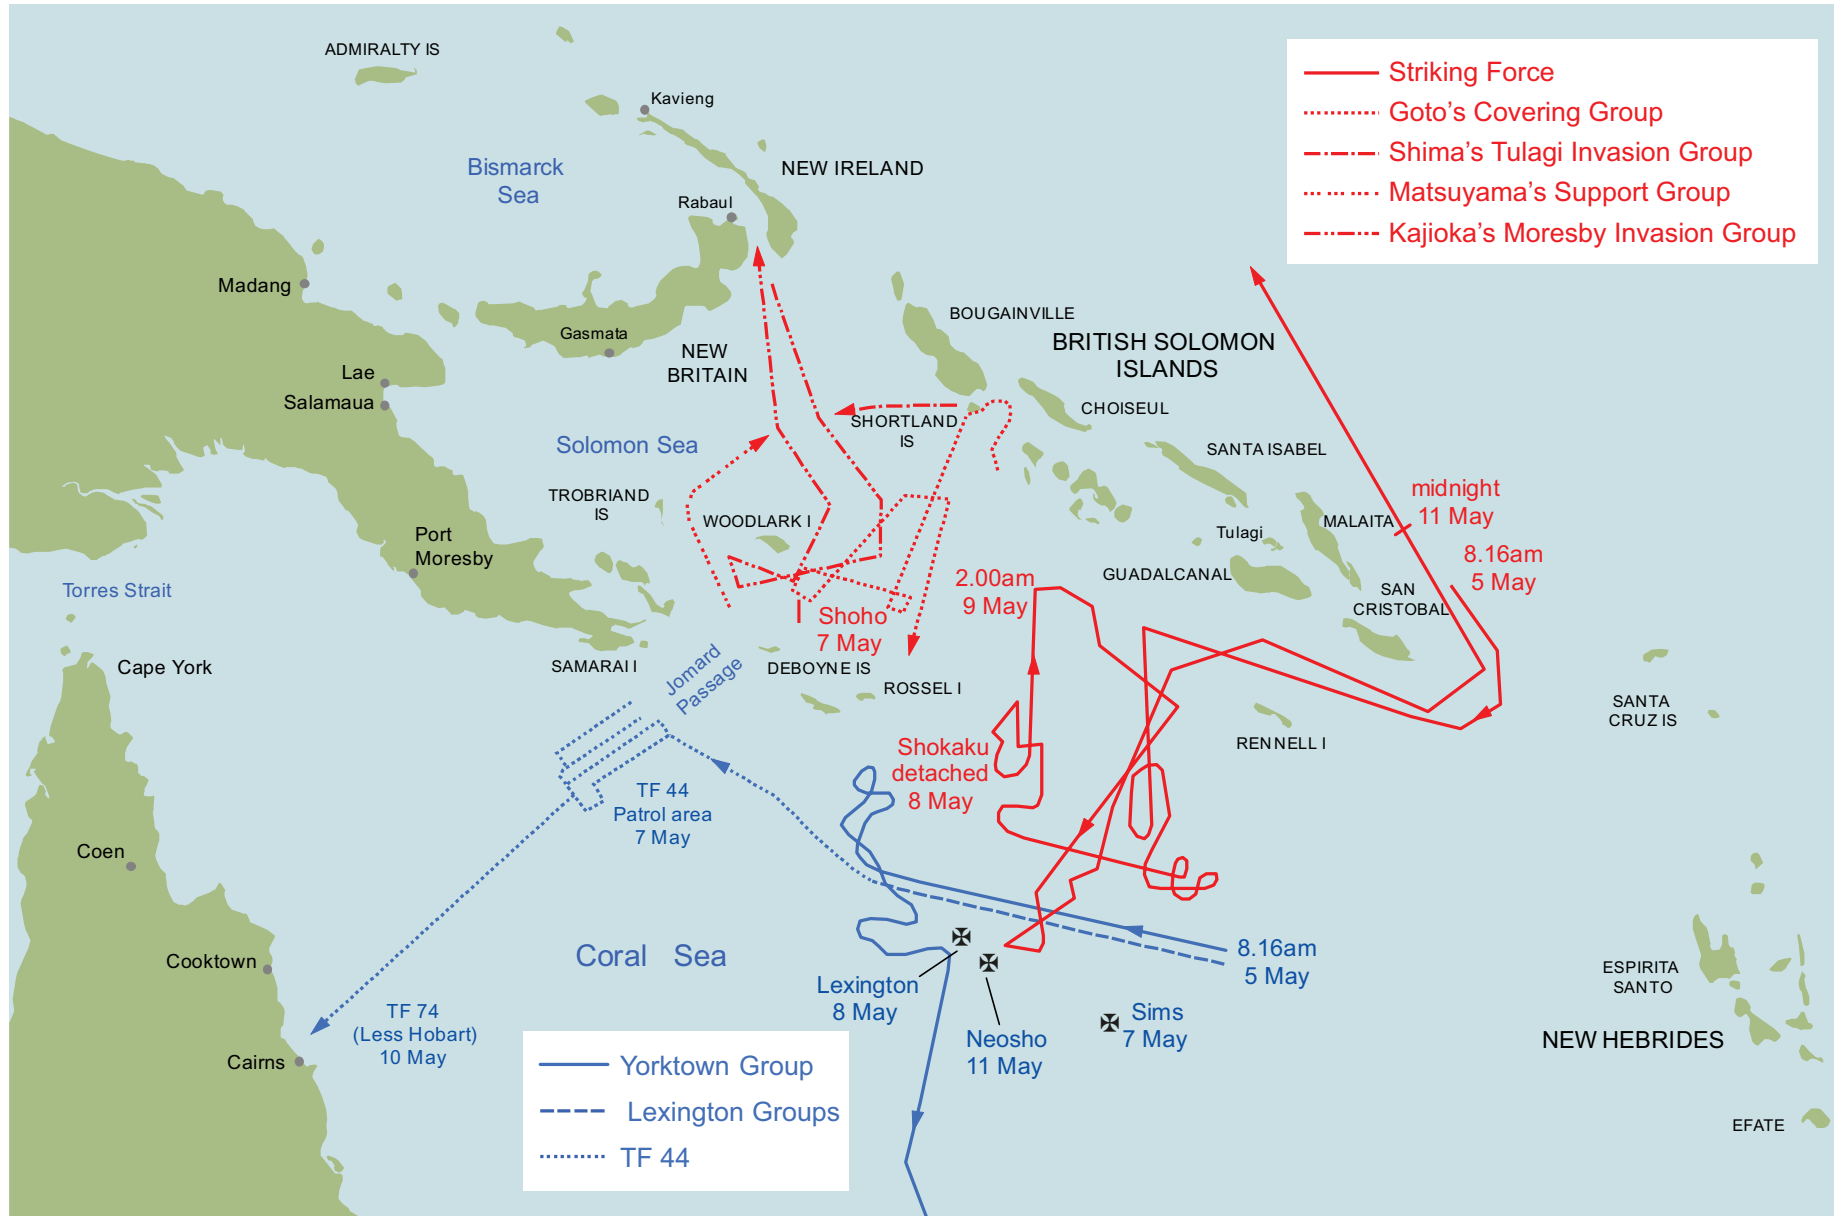 ADMIRALTY IS
Kavieng
Bismarck
Sea
NEW IRELAND
Rabaul
Madang
Gasmata
NEW
BRITAIN
Lae
Salamaua
Solomon Sea
BOUGAINVILLE
BRITISH SOLOMON
ISLANDS
CHOISEUL
SHORTLAND
IS
SANTA ISABEL
TROBRIAND
IS
WOODLARK I
Port
Moresby
Torres Strait
Tulagi
MALAITA
midnight
11 May
8.16am
5 May
GUADALCANAL
SAN
CRISTOBAL
2.00am
9 May
Shoho
7 May
Cape York
SAMARAI I
Jomard
Passage
DEBOYNE IS
ROSSEL I
RENNELL I
SANTA
CRUZ IS
Shokaku
detached
8 May
TF 44
Patrol area
7 May
Coen
Cooktown
Cairns
Coral Sea
TF 74
(Less Hobart)
10 May
Lexington
8 May
Neosho
11 May
Sims
7 May
8.16am
5 May
ESPIRITA
SANTO
NEW HEBRIDES
EFATE
Striking Force
Goto's Covering Group
Shima's Tulagi Invasion Group
Matsuyama's Support Group
Kajioka's Moresby Invasion Group
Yorktown Group
Lexington Groups
TF 44